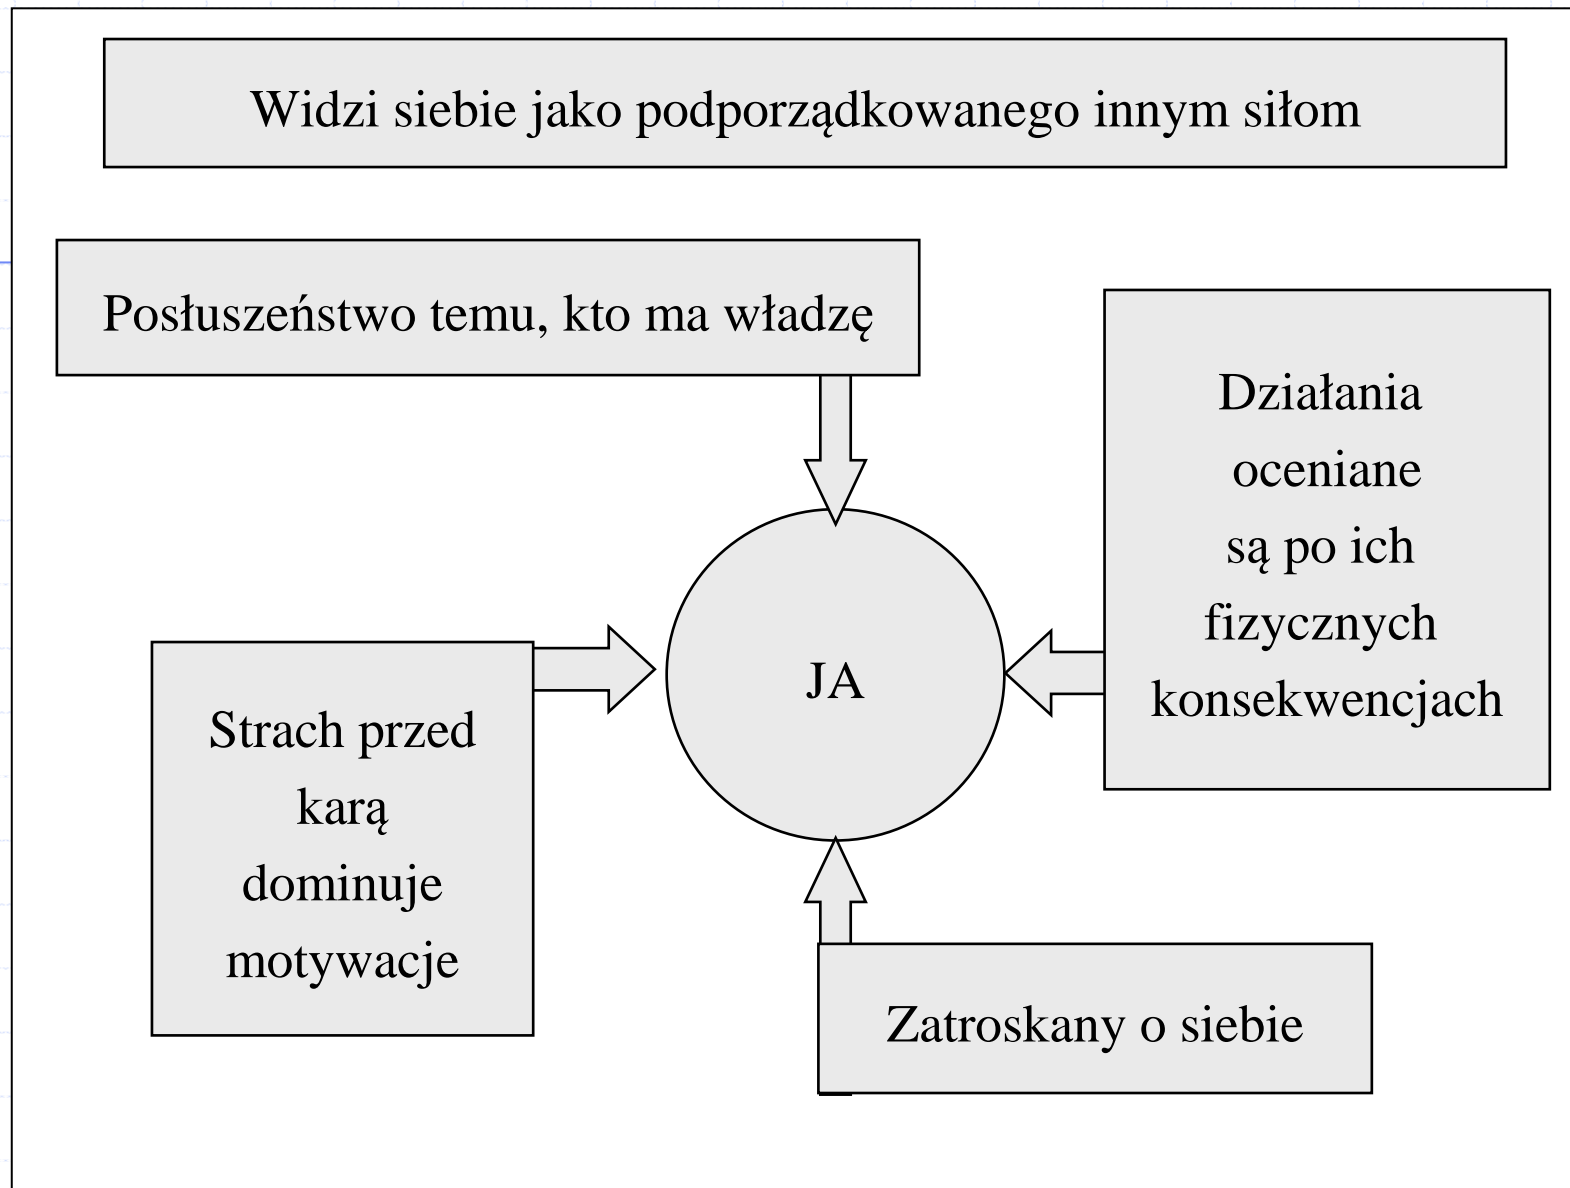 Widzi siebie jako podporządkowanego innym siłom
Posłuszeństwo temu, kto ma władzę
Działania
oceniane
są po ich
fizycznych
konsekwencjach
JA
Strach przed
karą
dominuje
motywacje
Zatroskany o siebie